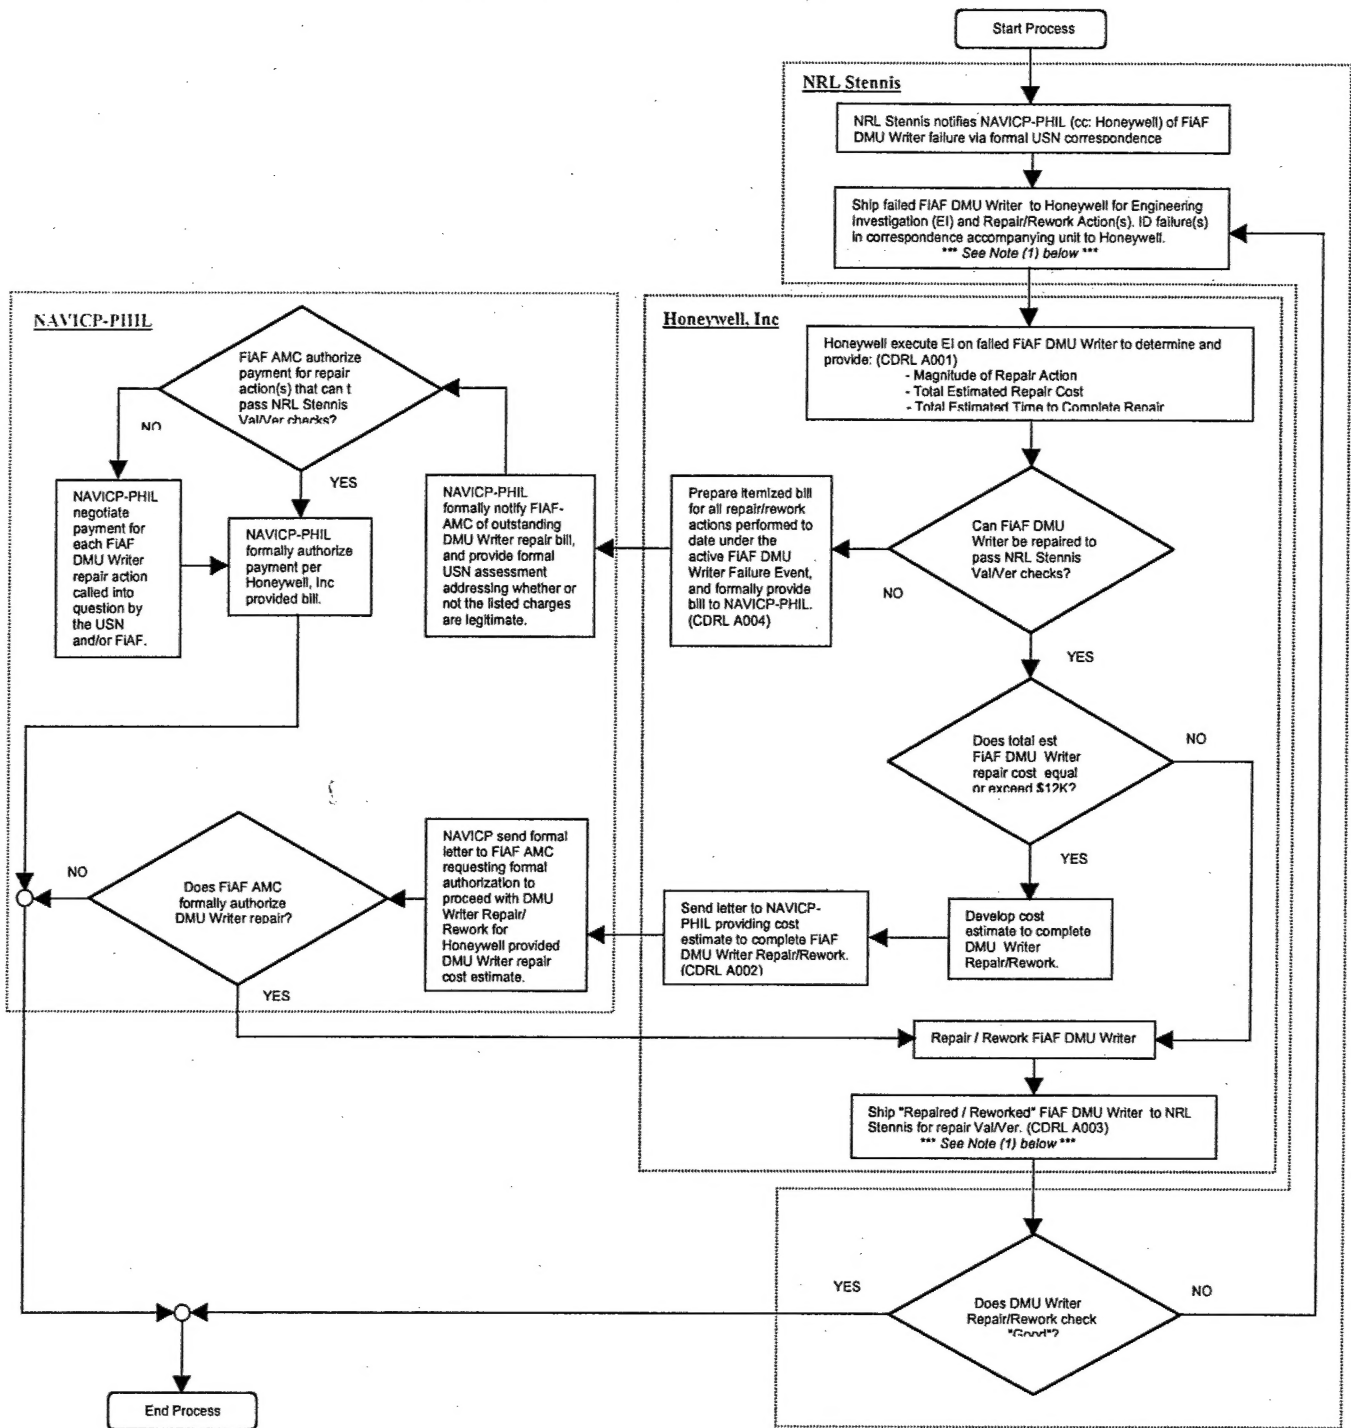 Start Process
NRL Stennis
NRL Stennis notifies NAVICP-PHIL (cc: Honeywell) of FiAF
DMU Writer failure via formal USN correspondence
Ship failed FiAF DMU Writer to Honeywell for Engineering
Investigation (EI) and Repair/Rework Action(s). ID failure(s)
in correspondence accompanying unit to Honeywell.
*** See Note (1) below ***
NAVICP-PHIL
FiAF AMC authorize
payment for repair
action(s) that can t
pass NRL Stennis
Val/Ver checks?
NO
YES
NAVICP-PHIL
negotiate
payment for
each FiAF
DMU Writer
repair action
called into
question by
the USN
and/or FiAF.
NAVICP-PHIL
formally authorize
payment per
Honeywell, Inc
provided bill.
NAVICP-PHIL
formally notify FiAF-
AMC of outstanding
DMU Writer repair bill,
and provide formal
USN assessment
addressing whether or
not the listed charges
are legitimate.
Honeywell, Inc
Honeywell execute EI on failed FiAF DMU Writer to determine and
provide: (CDRL A001)
- Magnitude of Repair Action
- Total Estimated Repair Cost
- Total Estimated Time to Complete Repair
Prepare itemized bill
for all repair/rework
actions performed to
date under the
active FiAF DMU
Writer Failure Event,
and formally provide
bill to NAVICP-PHIL.
(CDRL A004)
Can FiAF DMU
Writer be repaired to
pass NRL Stennis
Val/Ver checks?
NO
YES
Does total est
FiAF DMU Writer
repair cost equal
or exceed $12K?
NO
YES
Does FiAF AMC
formally authorize
DMU Writer repair?
NO
YES
NAVICP send formal
letter to FiAF AMC
requesting formal
authorization to
proceed with DMU
Writer Repair/
Rework for
Honeywell provided
DMU Writer repair
cost estimate.
Send letter to NAVICP-
PHIL providing cost
estimate to complete FiAF
DMU Writer Repair/Rework.
(CDRL A002)
Develop cost
estimate to complete
DMU Writer
Repair/Rework.
Repair / Rework FiAF DMU Writer
Ship "Repaired / Reworked" FiAF DMU Writer to NRL
Stennis for repair Val/Ver. (CDRL A003)
*** See Note (1) below ***
YES
Does DMU Writer
Repair/Rework check
"Good"?
NO
End Process